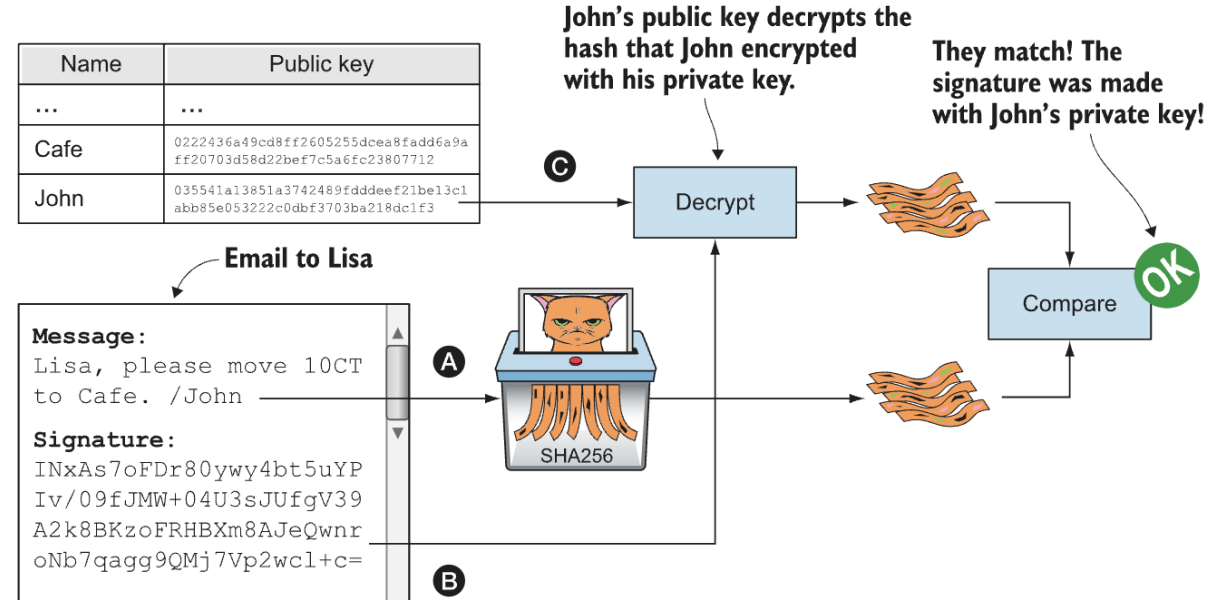 John's public key decrypts the
hash that John encrypted
with his private key.
They match! The
signature was made
with John's private key!
Name Public key
... ...
Cafe 0222436a49cd8ff2605255dcea8fadd6a9a
ff20703d58d22bef7c5a6fc23807712
John 035541a13851a3742489fdddeef21be13c1
abb85e053222c0dbf3703ba218dc1f3
C
Decrypt
Email to Lisa
OK
Compare
Message:
Lisa, please move 10CT
to Cafe. /John
A
SHA256
Signature:
INxAs7oFDr80ywy4bt5uYP
Iv/09fJMW+04U3sJUfgV39
A2k8BKzoFRHBXm8AJeQwnr
oNb7qagg9QMj7Vp2wcl+c=
B